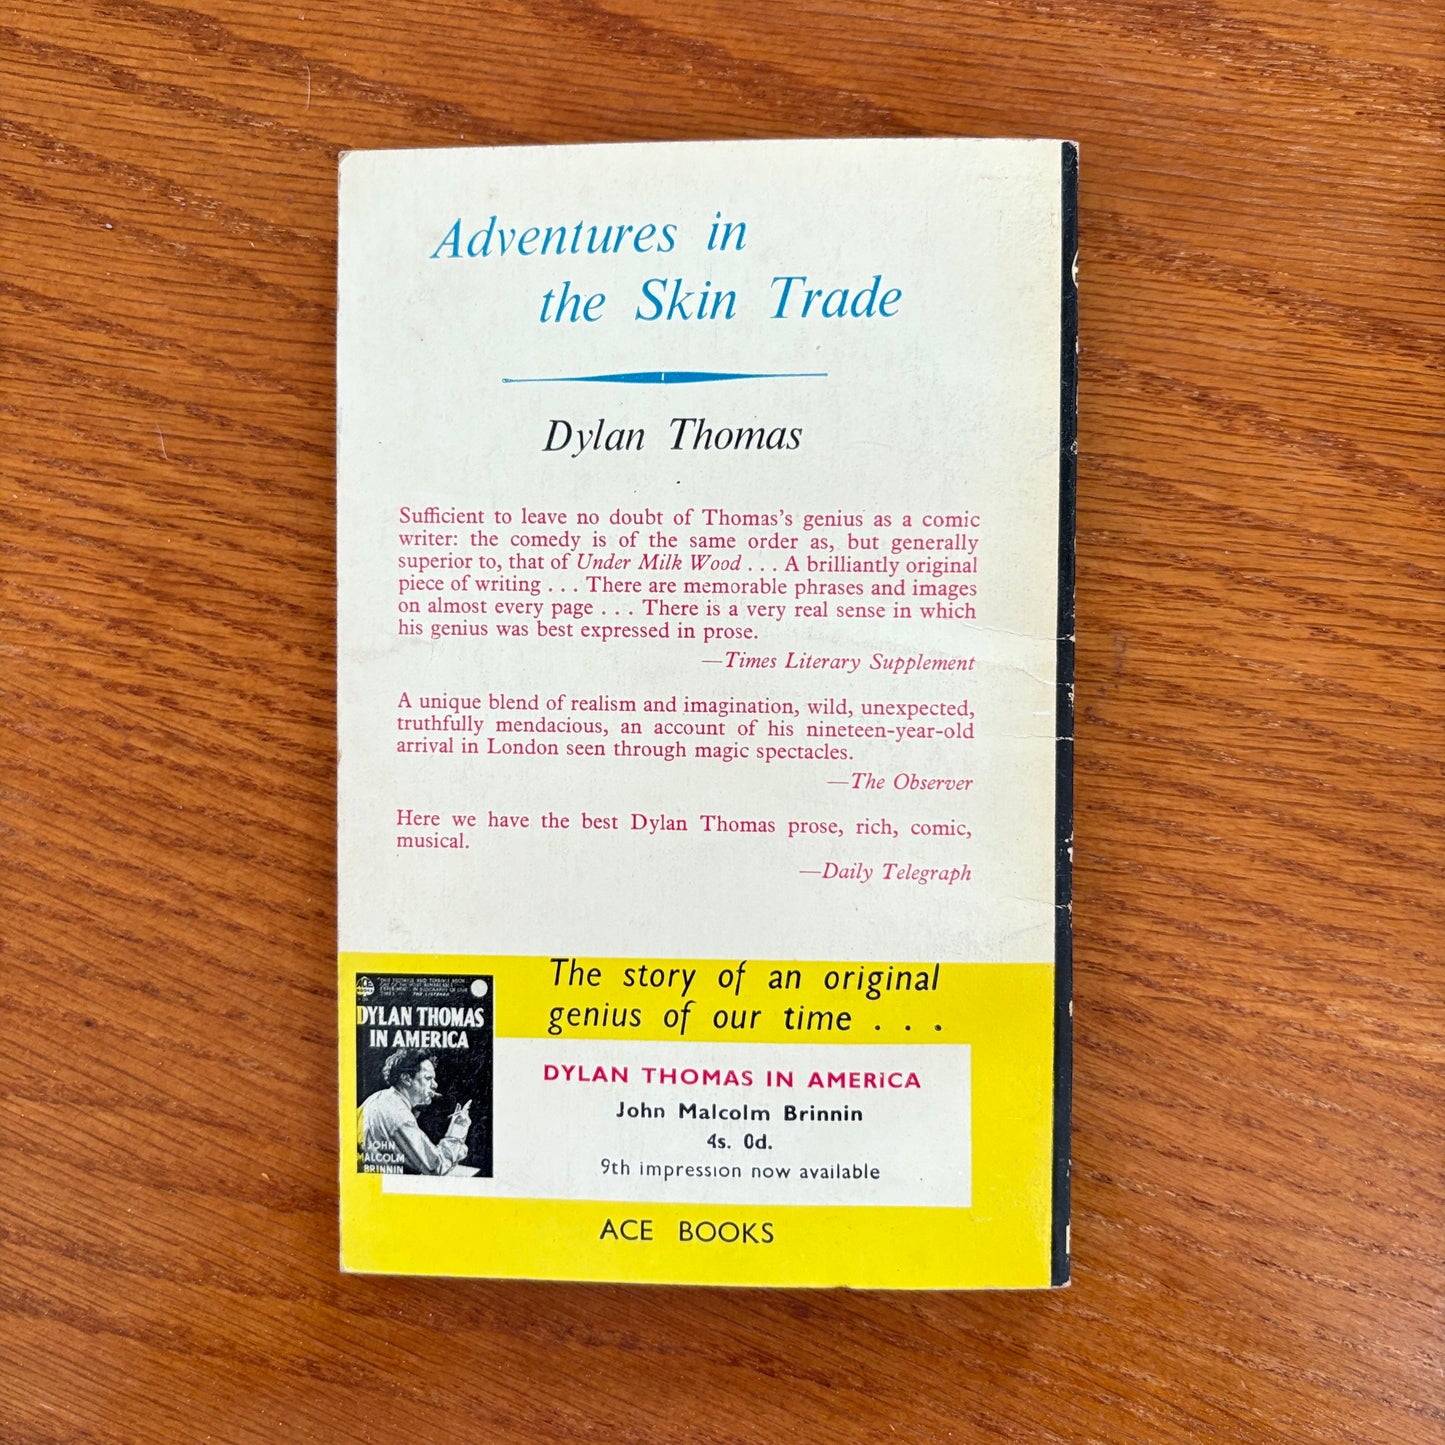 Adventures in
the Skin Trade
Dylan Thomas
Sufficient to leave no doubt of Thomas's genius as a comic
writer: the comedy is of the same order as, but generally
superior to, that of Under Milk Wood . . . A brilliantly original
piece of writing . . . There are memorable phrases and images
on almost every page . . . There is a very real sense in which
his genius was best expressed in prose.
—Times Literary Supplement
A unique blend of realism and imagination, wild, unexpected,
truthfully mendacious, an account of his nineteen-year-old
arrival in London seen through magic spectacles.
—The Observer
Here we have the best Dylan Thomas prose, rich, comic,
musical.
—Daily Telegraph
The story of an original
genius of our time . . .
DYLAN THOMAS
IN AMERICA
JOHN
MALCOLM
BRINNIN
DYLAN THOMAS IN AMERICA
John Malcolm Brinnin
4s. 0d.
9th impression now available
ACE BOOKS